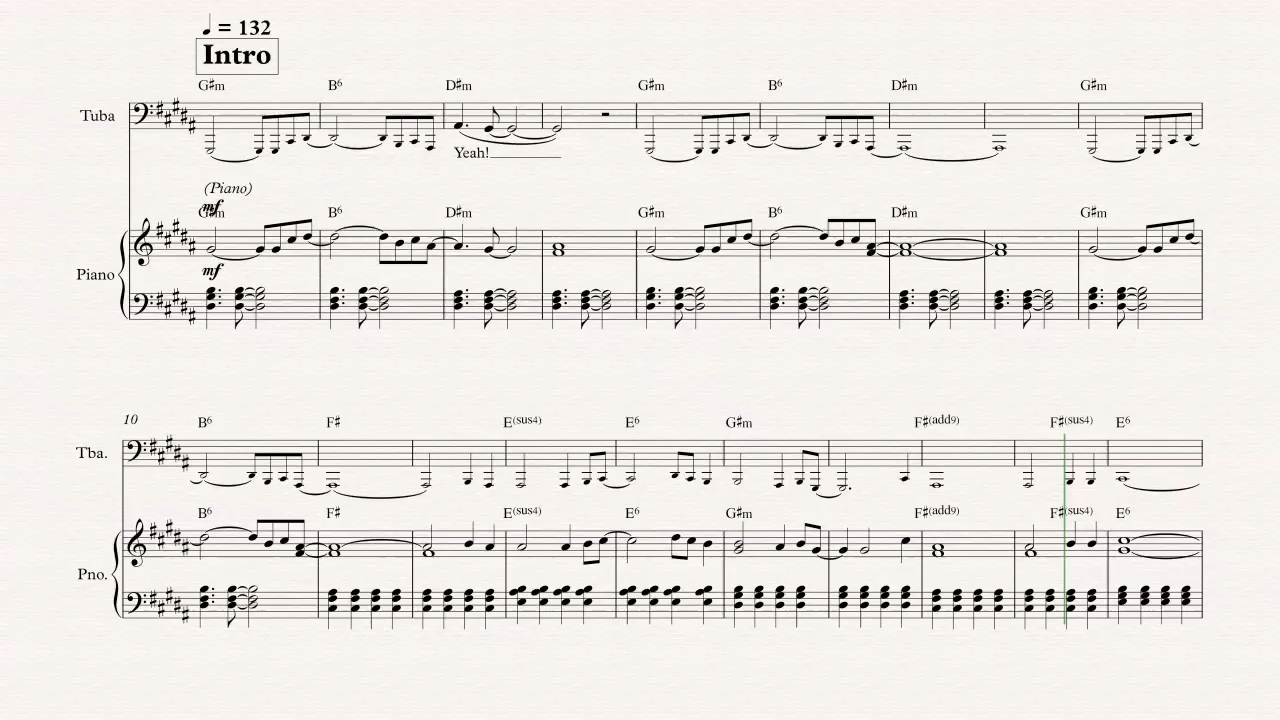 ♩ = 132
Intro
G#m B6 D#m G#m B6 D#m G#m
Tuba
Yeah!
(Piano)
mf
G#m B6 D#m G#m B6 D#m G#m
mf
Piano
10
B6 F# E(sus4) E6 G#m F#(add9) F#(sus4) E6
Tba.
B6 F# E(sus4) E6 G#m F#(add9) F#(sus4) E6
Pno.